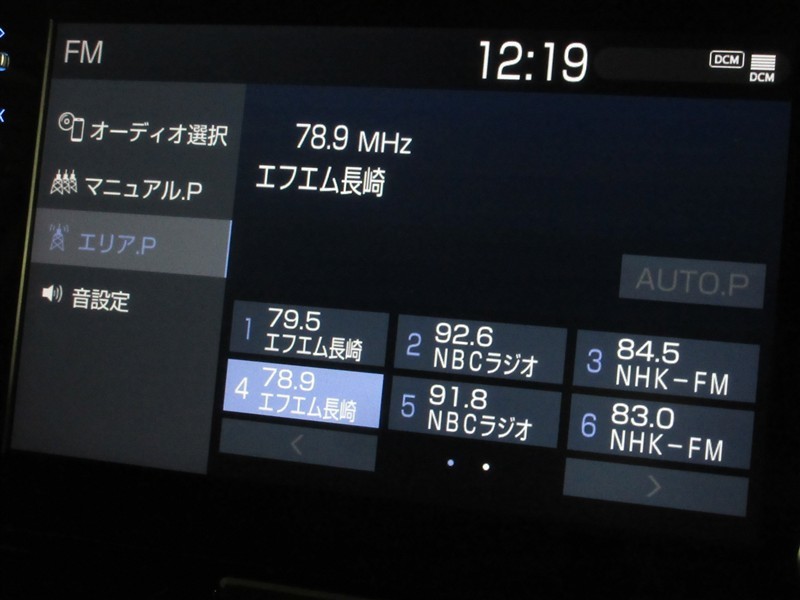 FM
12:19
DCM
DCM
オーディオ選択
マニュアル.P
エリア.P
音設定
78.9 MHz
エフエム長崎
AUTO.P
1 79.5
エフエム長崎
2 92.6
NBCラジオ
3 84.5
NHK-FM
4 78.9
エフエム長崎
5 91.8
NBCラジオ
6 83.0
NHK-FM